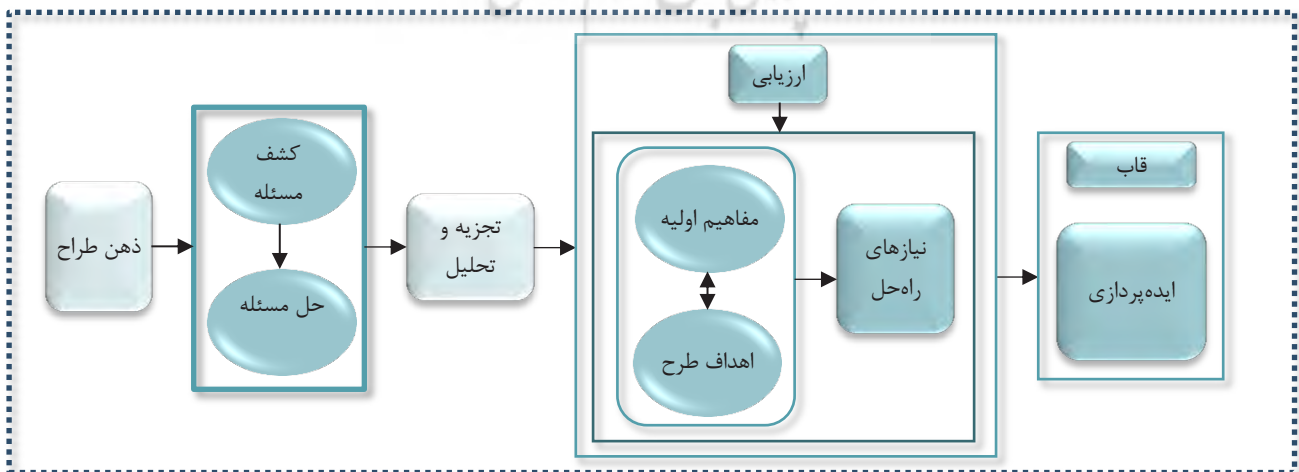 ارزیابی
کشف
مسئله
حل مسئله
ذهن طراح
تجزیه و
تحلیل
مفاهیم اولیه
اهداف طرح
نیازهای
راه‌حل
قاب
ایده‌پردازی